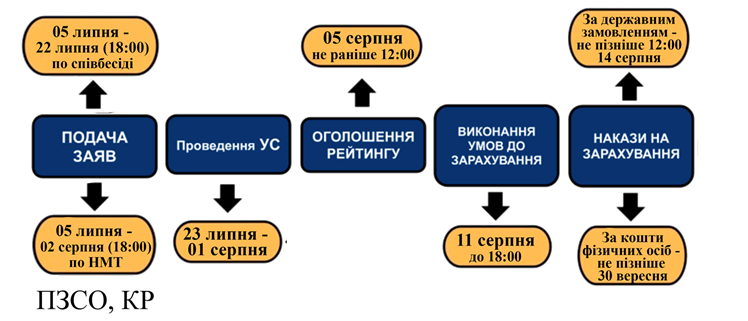 05 липня -
22 липня (18:00)
по співбесіді
05 серпня
не раніше 12:00
За державним
замовленням -
не пізніше 12:00
14 серпня
ПОДАЧА
ЗАЯВ
Проведення УС
ОГОЛОШЕННЯ
РЕЙТИНГУ
ВИКОНАННЯ
УМОВ ДО
ЗАРАХУВАННЯ
НАКАЗИ НА
ЗАРАХУВАННЯ
05 липня -
02 серпня (18:00)
по НМТ
23 липня -
01 серпня
11 серпня
до 18:00
За кошти
фізичних осіб -
не пізніше
30 вересня
ПЗСО, КР